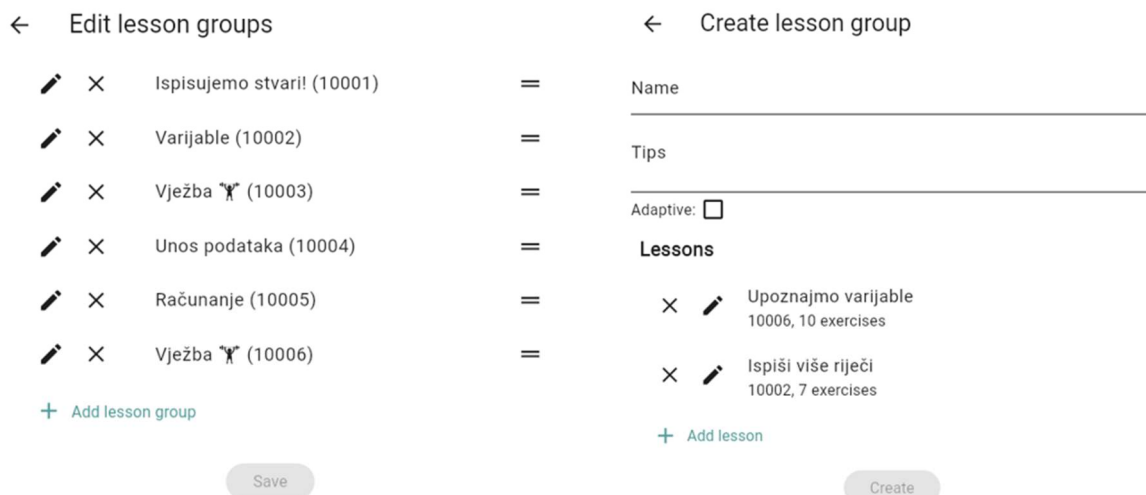 Edit lesson groups
Ispisujemo stvari! (10001)
Varijable (10002)
Vježba 🏋 (10003)
Unos podataka (10004)
Računanje (10005)
Vježba 🏋 (10006)
Add lesson group
Save
Create lesson group
Name
Tips
Adaptive:
Lessons
Upoznajmo varijable
10006, 10 exercises
Ispiši više riječi
10002, 7 exercises
Add lesson
Create